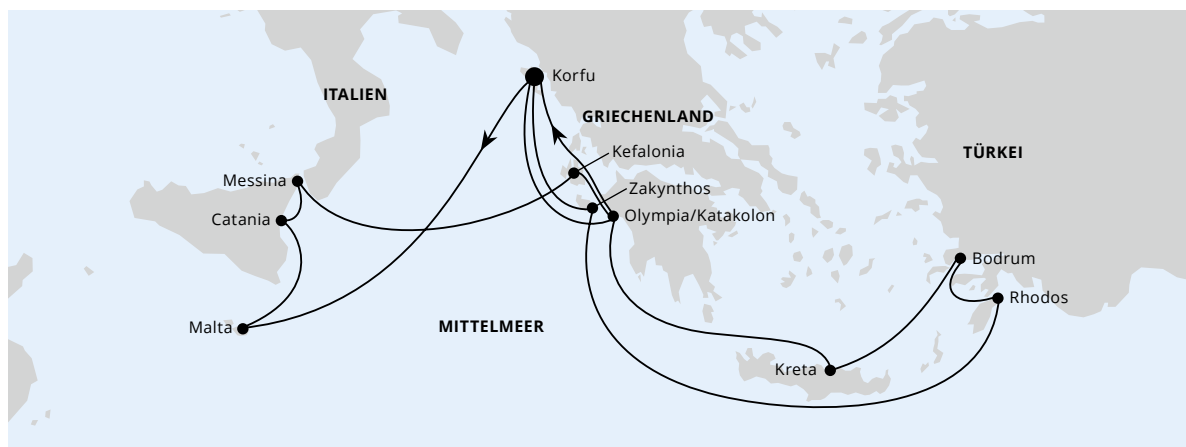 Korfu
ITALIEN
GRIECHENLAND
Kefalonia
TÜRKEI
Messina
Zakynthos
Catania
Olympia/Katakolon
Bodrum
Rhodos
Malta
MITTELMEER
Kreta